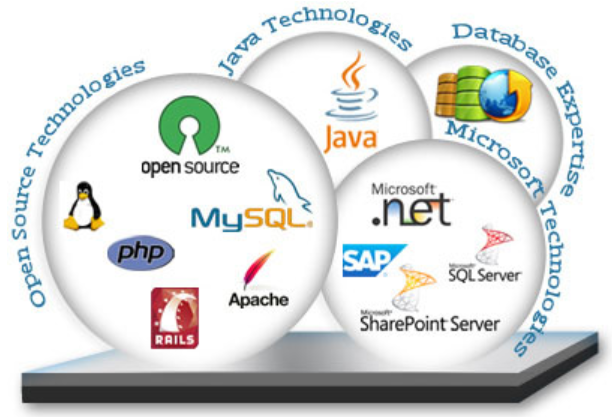 Open Source Technologies
Java Technologies
Database Expertise
Microsoft Technologies
open source
TM
MySQL®
php
Apache
RAILS
Java
Microsoft
.net
SAP
Microsoft
SQL Server
Microsoft
SharePoint Server